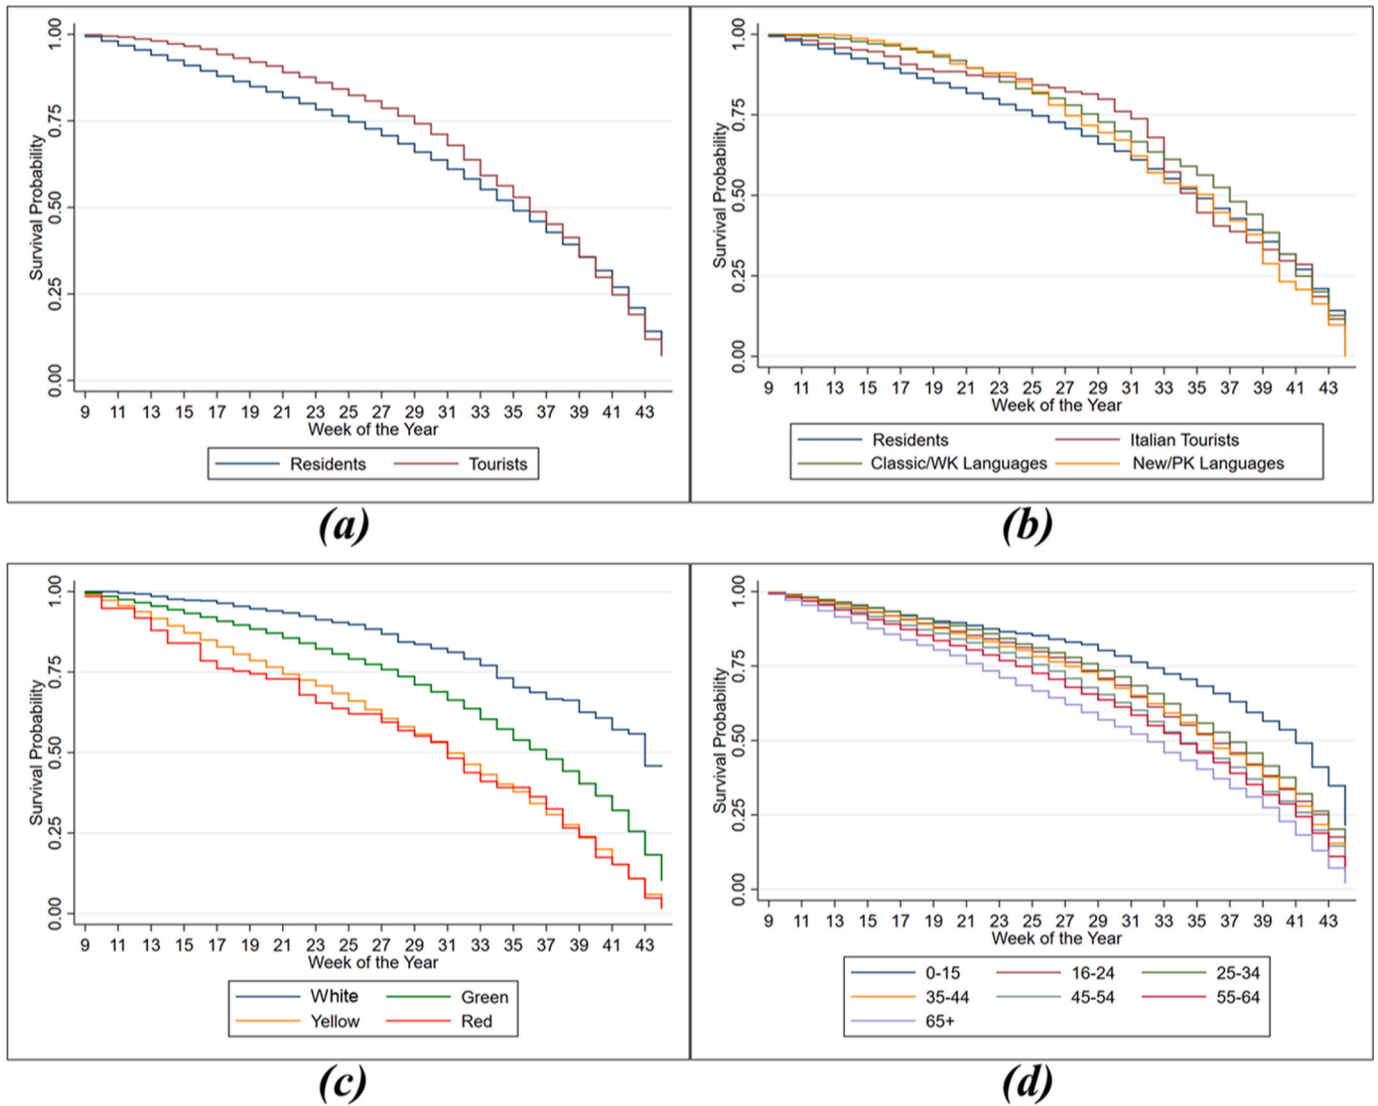 Survival Probability
0.00 0.25 0.50 0.75 1.00
9 11 13 15 17 19 21 23 25 27 29 31 33 35 37 39 41 43
Week of the Year
Residents Tourists
(a)
Survival Probability
0.00 0.25 0.50 0.75 1.00
9 11 13 15 17 19 21 23 25 27 29 31 33 35 37 39 41 43
Week of the Year
Residents Italian Tourists
Classic/WK Languages New/PK Languages
(b)
Survival Probability
0.00 0.25 0.50 0.75 1.00
9 11 13 15 17 19 21 23 25 27 29 31 33 35 37 39 41 43
Week of the Year
White Green
Yellow Red
(c)
Survival Probability
0.00 0.25 0.50 0.75 1.00
9 11 13 15 17 19 21 23 25 27 29 31 33 35 37 39 41 43
Week of the Year
0-15 16-24 25-34
35-44 45-54 55-64
65+
(d)